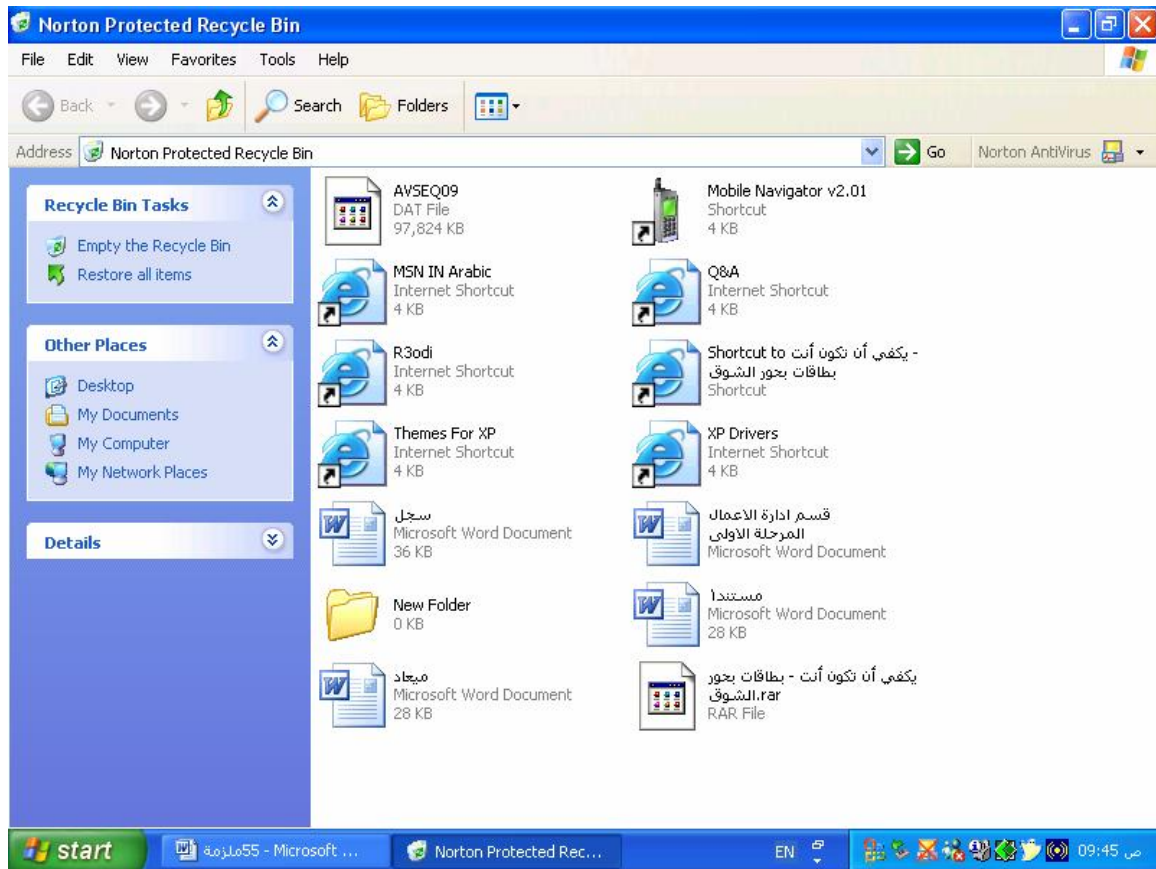 Norton Protected Recycle Bin
File Edit View Favorites Tools Help
Back Search Folders
Address Norton Protected Recycle Bin Go Norton AntiVirus
Recycle Bin Tasks
Empty the Recycle Bin
Restore all items
Other Places
Desktop
My Documents
My Computer
My Network Places
Details
AVSEQ09
DAT File
97,824 KB
Mobile Navigator v2.01
Shortcut
4 KB
MSN IN Arabic
Internet Shortcut
4 KB
Q&A
Internet Shortcut
4 KB
R3odi
Internet Shortcut
4 KB
Shortcut to يكفي أن تكون أنت -
بطاقات بحور الشوق
Shortcut
Themes For XP
Internet Shortcut
4 KB
XP Drivers
Internet Shortcut
4 KB
سجل
Microsoft Word Document
36 KB
قسم ادارة الاعمال
المرحلة الاولى
Microsoft Word Document
New Folder
0 KB
مستندا
Microsoft Word Document
28 KB
ميعاد
Microsoft Word Document
28 KB
يكفي أن تكون أنت - بطاقات بحور
الشوق.rar
RAR File
start
ملزمة55 - Microsoft ...
Norton Protected Rec...
EN
09:45 ص